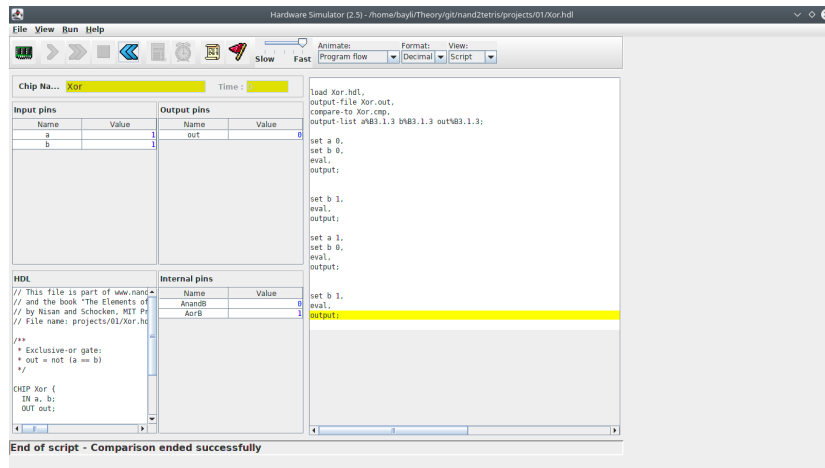 Hardware Simulator (2.5) - /home/bayli/Theory/git/nand2tetris/projects/01/Xor.hdl
File View Run Help
Slow Fast
Animate: Format: View:
Program flow Decimal Script
Chip Na... Xor Time :
Input pins
Name Value
a 1
b 1
Output pins
Name Value
out 0
HDL
// This file is part of www.nand
// and the book "The Elements of
// by Nisan and Schocken, MIT Pr
// File name: projects/01/Xor.hd
/**
* Exclusive-or gate:
* out = not (a == b)
*/
CHIP Xor {
IN a, b;
OUT out;
Internal pins
Name Value
AnandB 0
AorB 1
load Xor.hdl,
output-file Xor.out,
compare-to Xor.cmp,
output-list a%B3.1.3 b%B3.1.3 out%B3.1.3;
set a 0,
set b 0,
eval,
output;
set b 1,
eval,
output;
set a 1,
set b 0,
eval,
output;
set b 1,
eval,
output;
End of script - Comparison ended successfully